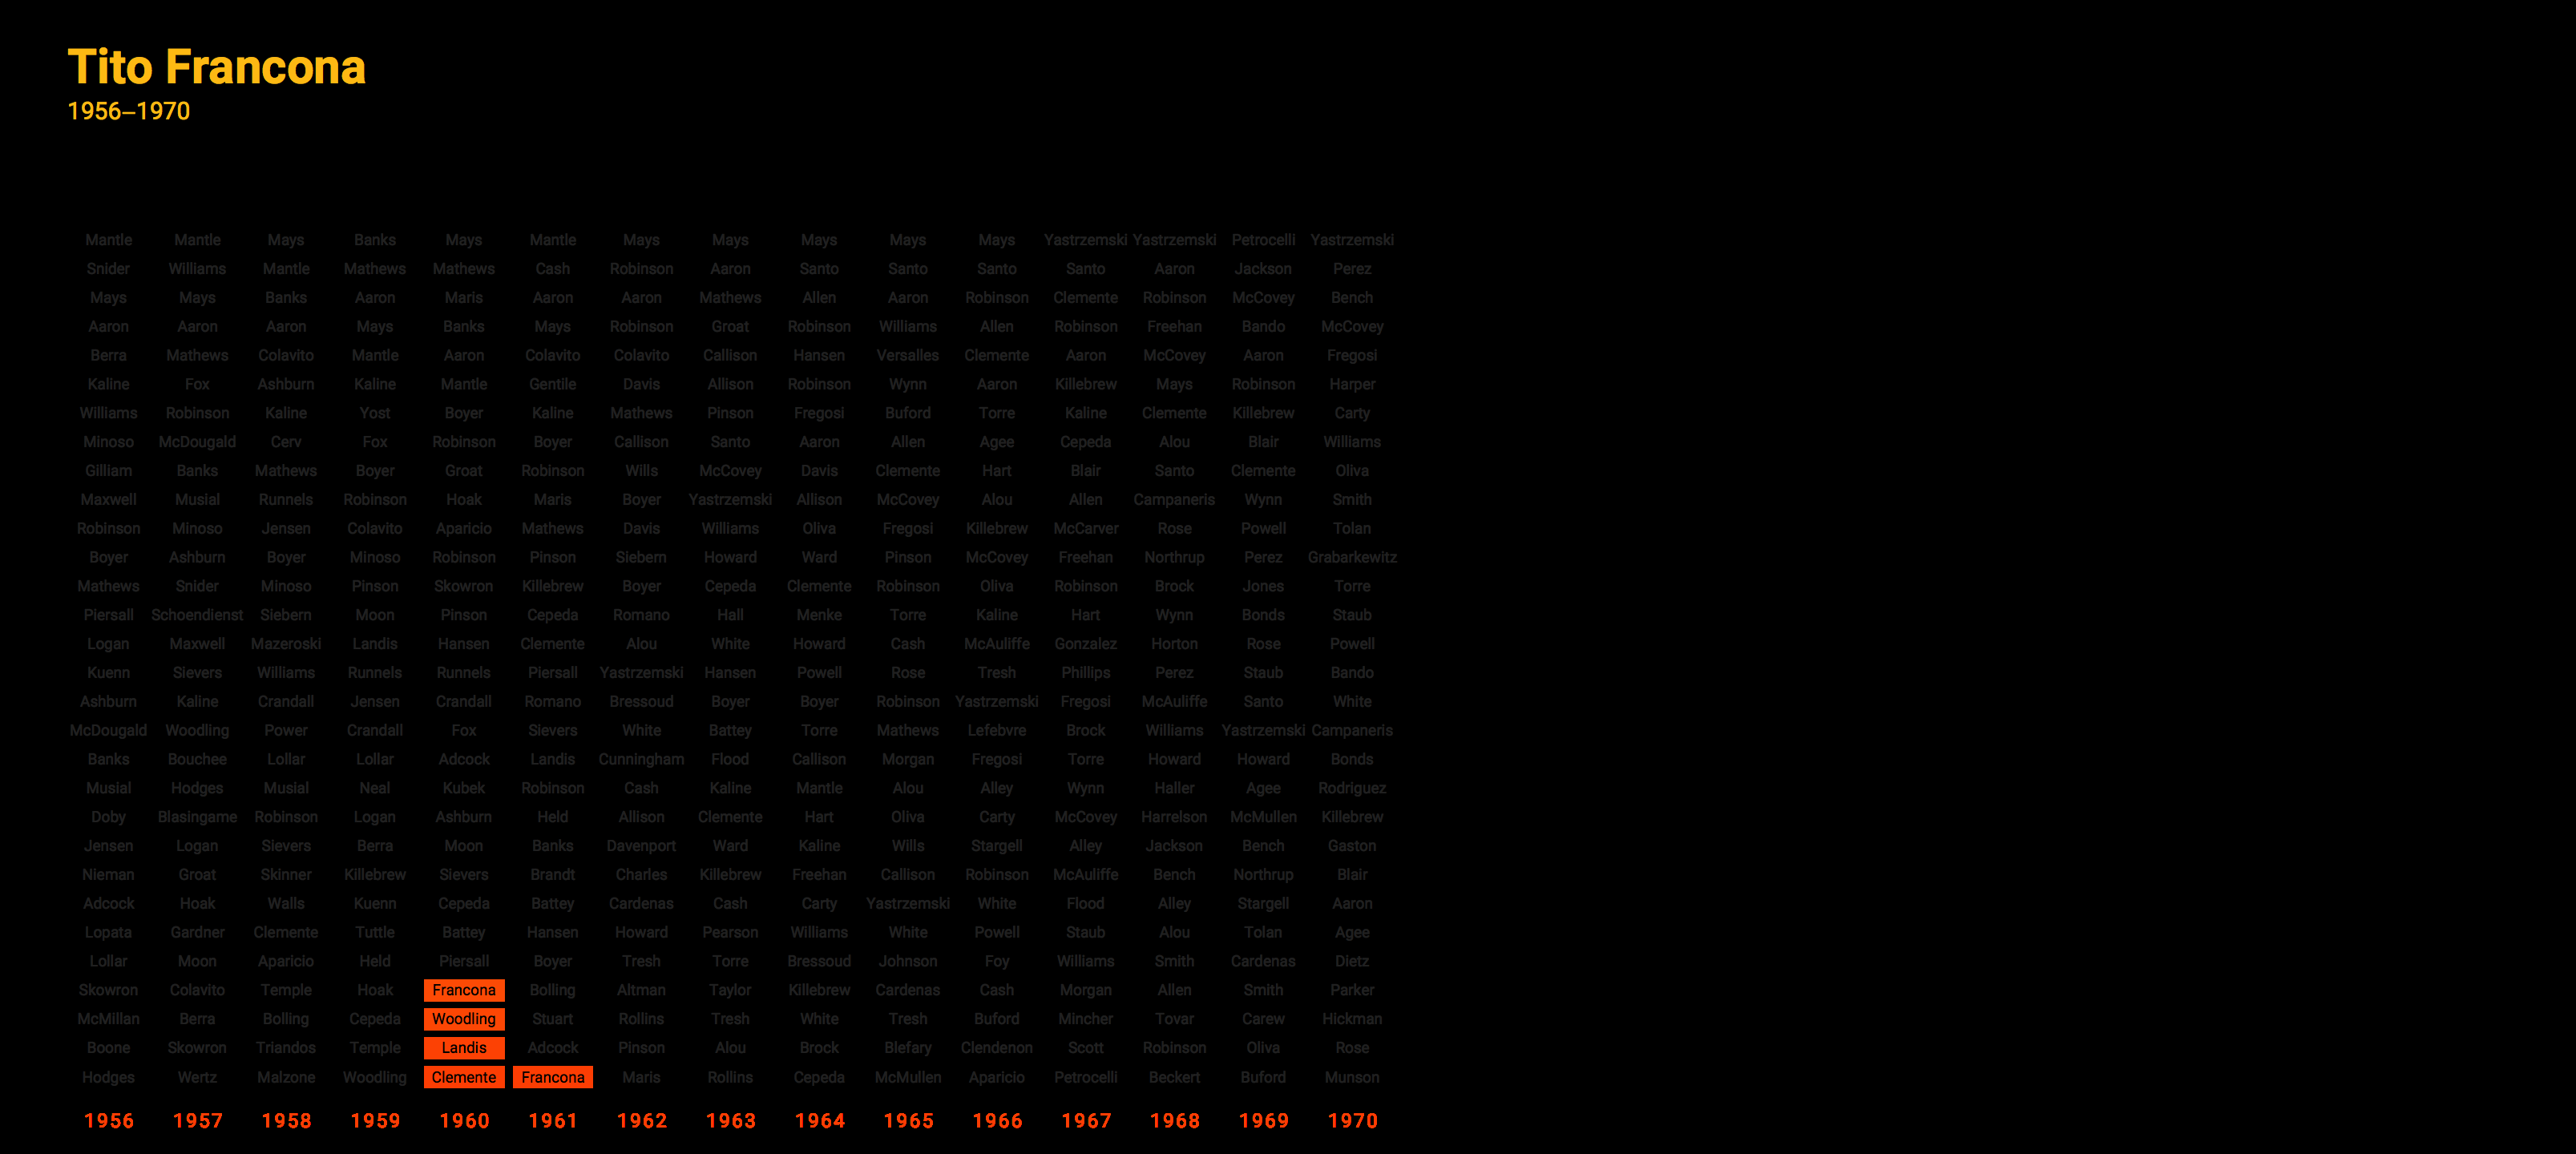 Tito Francona
1956–1970
Mantle Mantle Mays Banks Mays Mantle Mays Mays Mays Mays Mays Yastrzemski Yastrzemski Petrocelli Yastrzemski
Snider Williams Mantle Mathews Mathews Cash Robinson Aaron Santo Santo Santo Santo Aaron Jackson Perez
Mays Mays Banks Aaron Maris Aaron Aaron Mathews Allen Aaron Robinson Clemente Robinson McCovey Bench
Aaron Aaron Aaron Mays Banks Mays Robinson Groat Robinson Williams Allen Robinson Freehan Bando McCovey
Berra Mathews Colavito Mantle Aaron Colavito Colavito Callison Hansen Versalles Clemente Aaron McCovey Aaron Fregosi
Kaline Fox Ashburn Kaline Mantle Gentile Davis Allison Robinson Wynn Aaron Killebrew Mays Robinson Harper
Williams Robinson Kaline Yost Boyer Kaline Mathews Pinson Fregosi Buford Torre Kaline Clemente Killebrew Carty
Minoso McDougald Cerv Fox Robinson Boyer Callison Santo Aaron Allen Agee Cepeda Alou Blair Williams
Gilliam Banks Mathews Boyer Groat Robinson Wills McCovey Davis Clemente Hart Blair Santo Clemente Oliva
Maxwell Musial Runnels Robinson Hoak Maris Boyer Yastrzemski Allison McCovey Alou Allen Campaneris Wynn Smith
Robinson Minoso Jensen Colavito Aparicio Mathews Davis Williams Oliva Fregosi Killebrew McCarver Rose Powell Tolan
Boyer Ashburn Boyer Minoso Robinson Pinson Siebern Howard Ward Pinson McCovey Freehan Northrup Perez Grabarkewitz
Mathews Snider Minoso Pinson Skowron Killebrew Boyer Cepeda Clemente Robinson Oliva Robinson Brock Jones Torre
Piersall Schoendienst Siebern Moon Pinson Cepeda Romano Hall Menke Torre Kaline Hart Wynn Bonds Staub
Logan Maxwell Mazeroski Landis Hansen Clemente Alou White Howard Cash McAuliffe Gonzalez Horton Rose Powell
Kuenn Sievers Williams Runnels Runnels Piersall Yastrzemski Hansen Powell Rose Tresh Phillips Perez Staub Bando
Ashburn Kaline Crandall Jensen Crandall Romano Bressoud Boyer Boyer Robinson Yastrzemski Fregosi McAuliffe Santo White
McDougald Woodling Power Crandall Fox Sievers White Battey Torre Mathews Lefebvre Brock Williams Yastrzemski Campaneris
Banks Bouchee Lollar Lollar Adcock Landis Cunningham Flood Callison Morgan Fregosi Torre Howard Howard Bonds
Musial Hodges Musial Neal Kubek Robinson Cash Kaline Mantle Alou Alley Wynn Haller Agee Rodriguez
Doby Blasingame Robinson Logan Ashburn Held Allison Clemente Hart Oliva Carty McCovey Harrelson McMullen Killebrew
Jensen Logan Sievers Berra Moon Banks Davenport Ward Kaline Wills Stargell Alley Jackson Bench Gaston
Nieman Groat Skinner Killebrew Sievers Brandt Charles Killebrew Freehan Callison Robinson McAuliffe Bench Northrup Blair
Adcock Hoak Walls Kuenn Cepeda Battey Cardenas Cash Carty Yastrzemski White Flood Alley Stargell Aaron
Lopata Gardner Clemente Tuttle Battey Hansen Howard Pearson Williams White Powell Staub Alou Tolan Agee
Lollar Moon Aparicio Held Piersall Boyer Tresh Torre Bressoud Johnson Foy Williams Smith Cardenas Dietz
Skowron Colavito Temple Hoak Francona Bolling Altman Taylor Killebrew Cardenas Cash Morgan Allen Smith Parker
McMillan Berra Bolling Cepeda Woodling Stuart Rollins Tresh White Tresh Buford Mincher Tovar Carew Hickman
Boone Skowron Triandos Temple Landis Adcock Pinson Alou Brock Blefary Clendenon Scott Robinson Oliva Rose
Hodges Wertz Malzone Woodling Clemente Francona Maris Rollins Cepeda McMullen Aparicio Petrocelli Beckert Buford Munson
1956 1957 1958 1959 1960 1961 1962 1963 1964 1965 1966 1967 1968 1969 1970